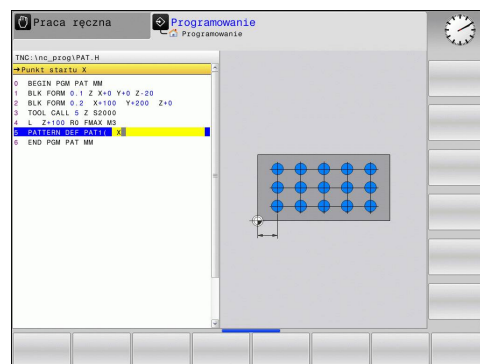 Praca ręczna
Programowanie
Programowanie
TNC:\nc_prog\PAT.H
→Punkt startu X
0 BEGIN PGM PAT MM
1 BLK FORM 0.1 Z X+0 Y+0 Z-20
2 BLK FORM 0.2 X+100 Y+200 Z+0
3 TOOL CALL 5 Z S2000
4 L Z+100 R0 FMAX M3
5 PATTERN DEF PAT1( X
6 END PGM PAT MM